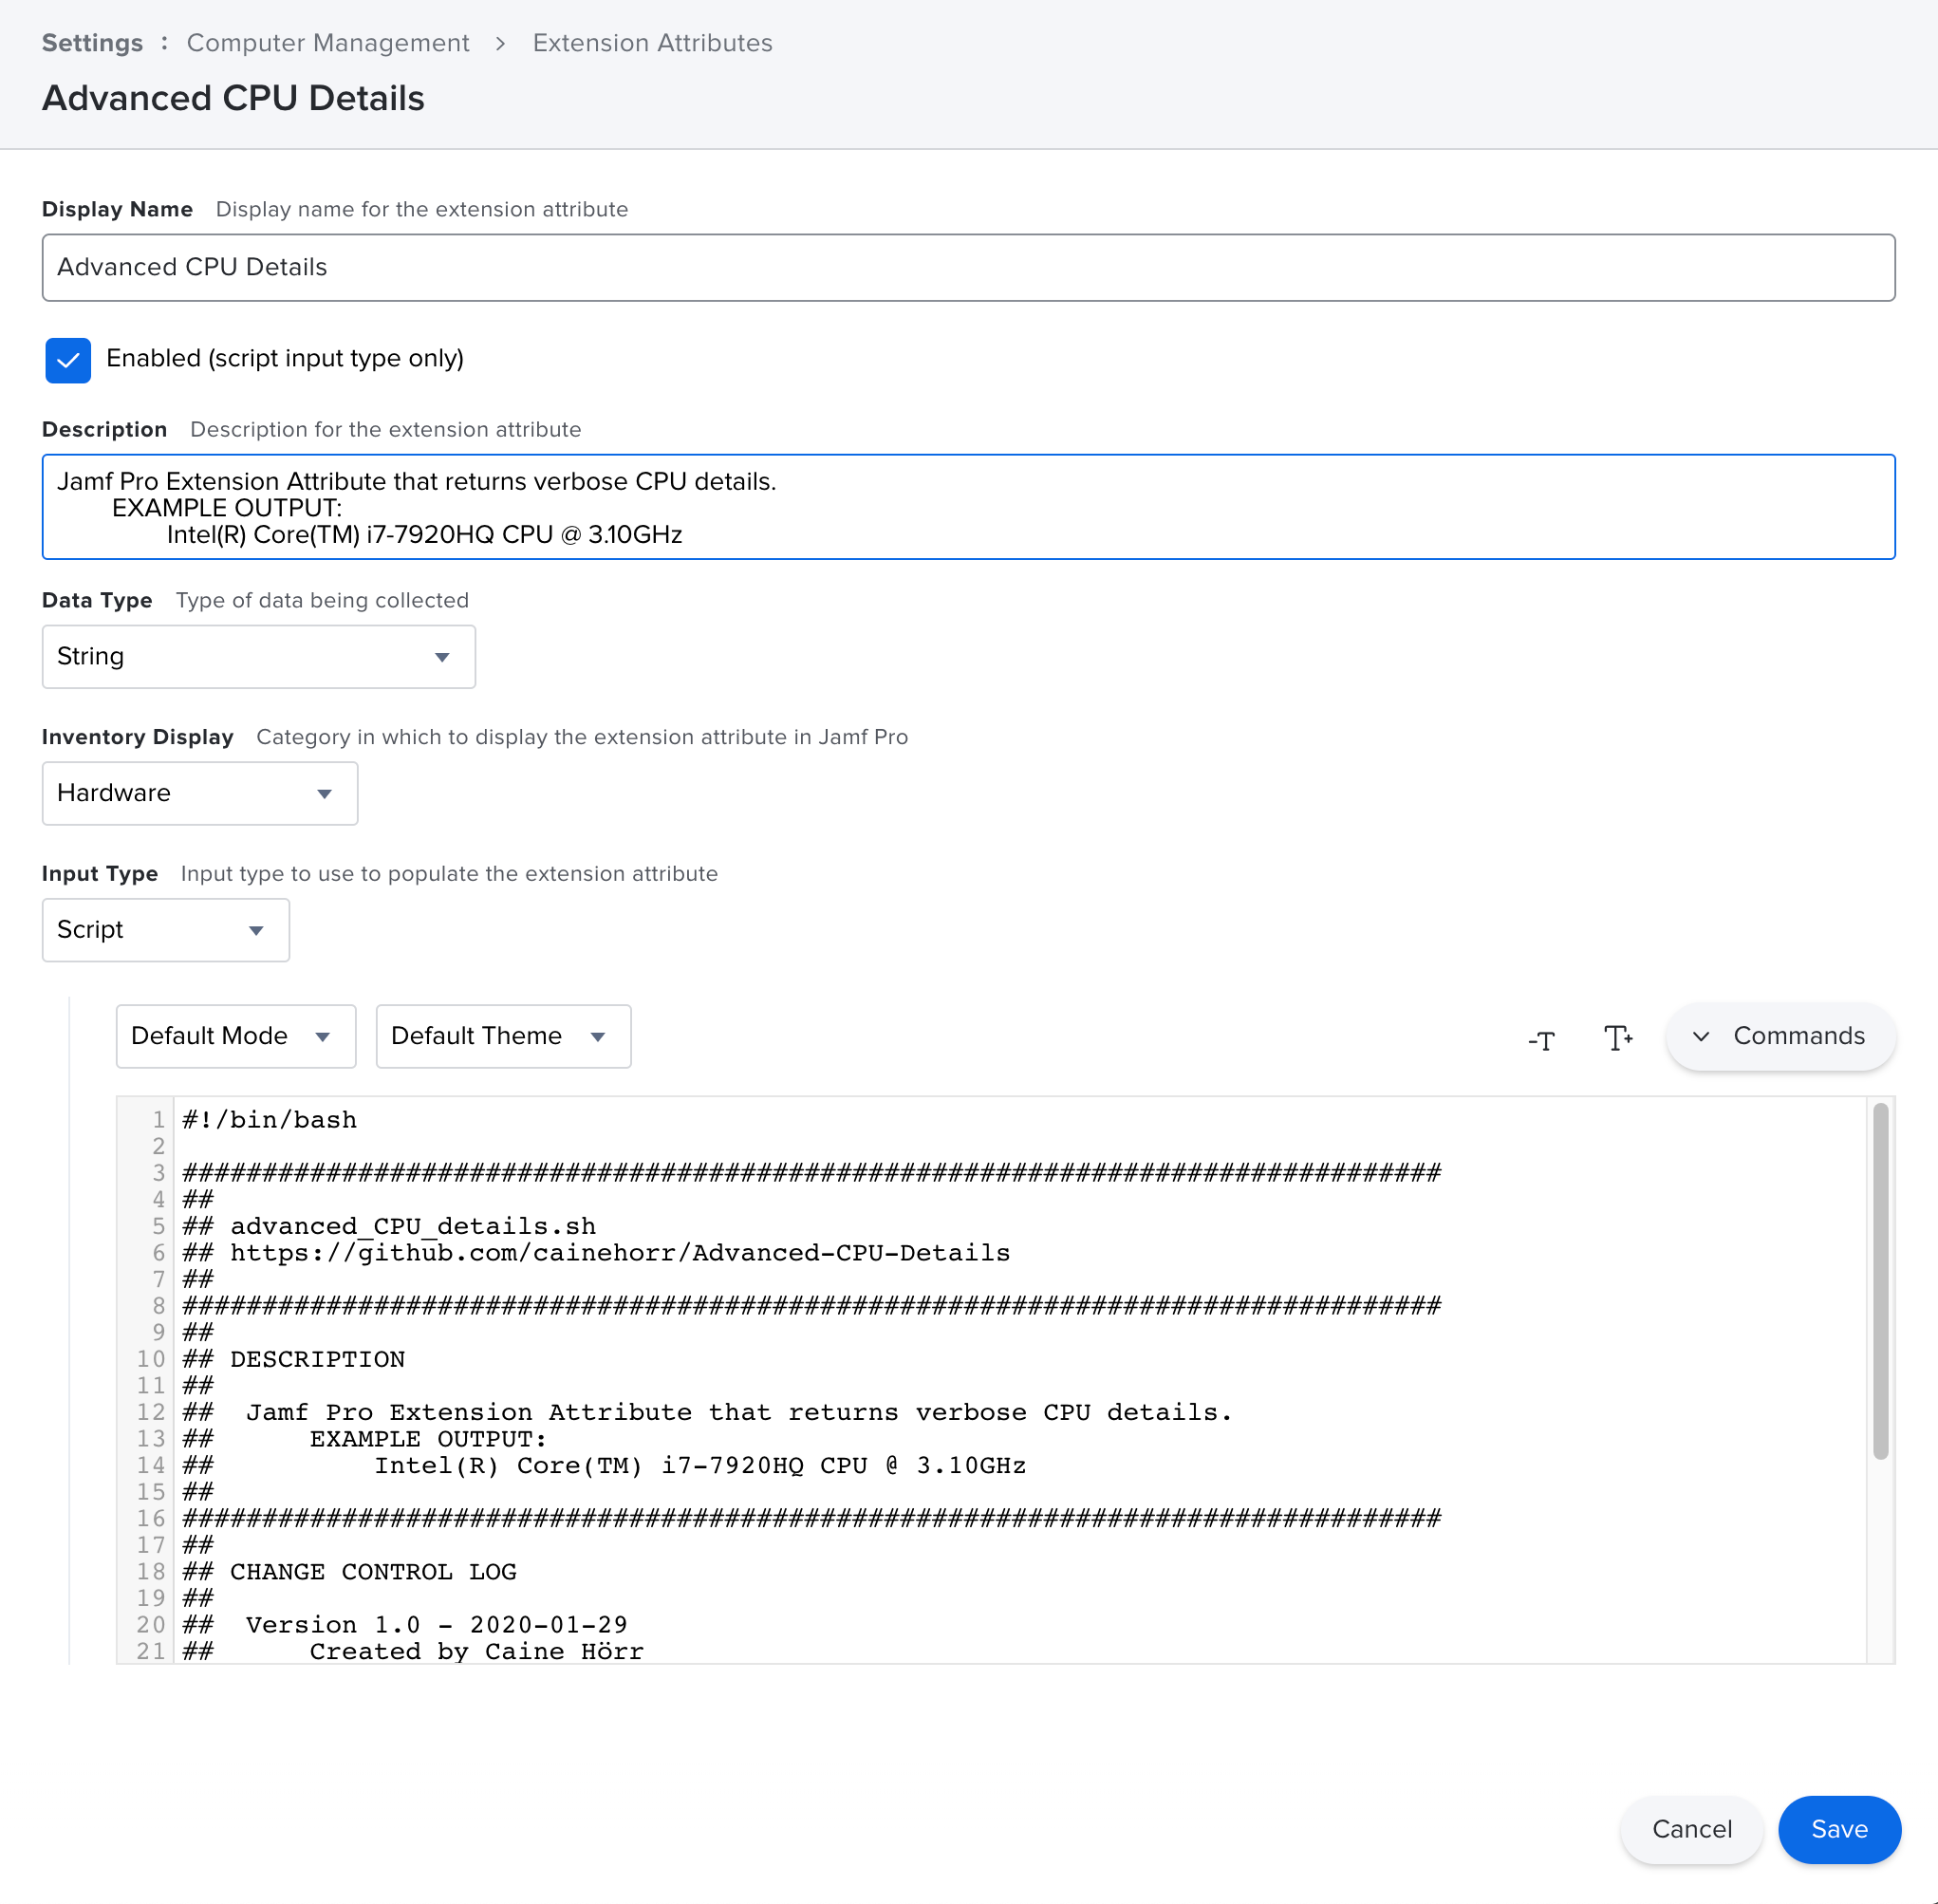 Settings : Computer Management > Extension Attributes
Advanced CPU Details
Display Name Display name for the extension attribute
Advanced CPU Details
Enabled (script input type only)
Description Description for the extension attribute
Jamf Pro Extension Attribute that returns verbose CPU details.
EXAMPLE OUTPUT:
Intel(R) Core(TM) i7-7920HQ CPU @ 3.10GHz
Data Type Type of data being collected
String
Inventory Display Category in which to display the extension attribute in Jamf Pro
Hardware
Input Type Input type to use to populate the extension attribute
Script
Default Mode Default Theme -T T+ Commands
1 #!/bin/bash
2
3 ###############################################################################
4 ##
5 ## advanced_CPU_details.sh
6 ## https://github.com/cainehorr/Advanced-CPU-Details
7 ##
8 ###############################################################################
9 ##
10 ## DESCRIPTION
11 ##
12 ##  Jamf Pro Extension Attribute that returns verbose CPU details.
13 ##      EXAMPLE OUTPUT:
14 ##          Intel(R) Core(TM) i7-7920HQ CPU @ 3.10GHz
15 ##
16 ###############################################################################
17 ##
18 ## CHANGE CONTROL LOG
19 ##
20 ##  Version 1.0 - 2020-01-29
21 ##      Created by Caine Hörr
Cancel Save